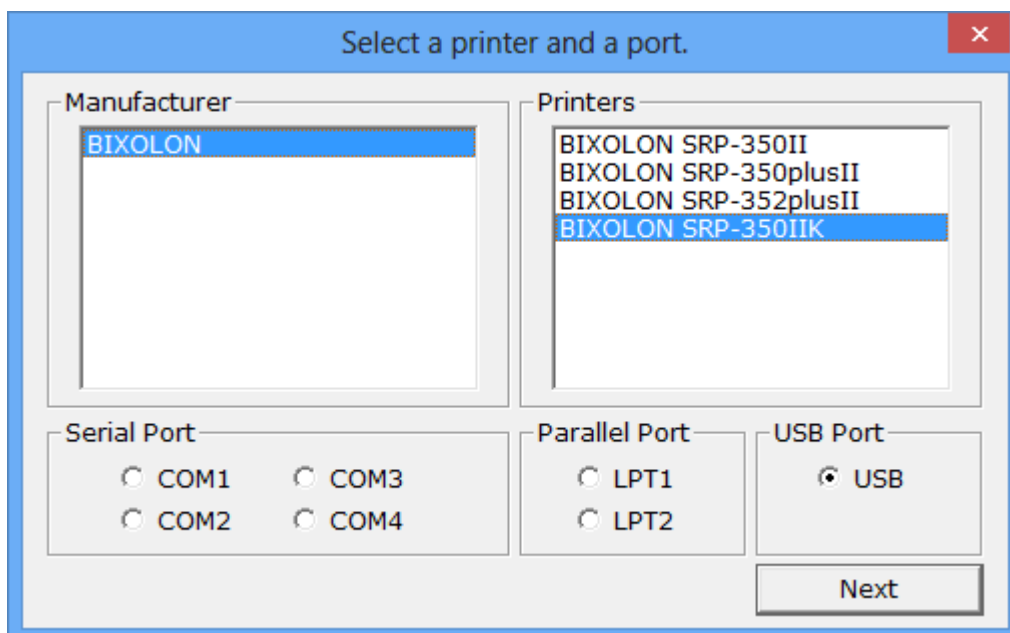 Select a printer and a port.
Manufacturer
BIXOLON
Printers
BIXOLON SRP-350II
BIXOLON SRP-350plusII
BIXOLON SRP-352plusII
BIXOLON SRP-350IIK
Serial Port
COM1 COM3
COM2 COM4
Parallel Port
LPT1
LPT2
USB Port
USB
Next